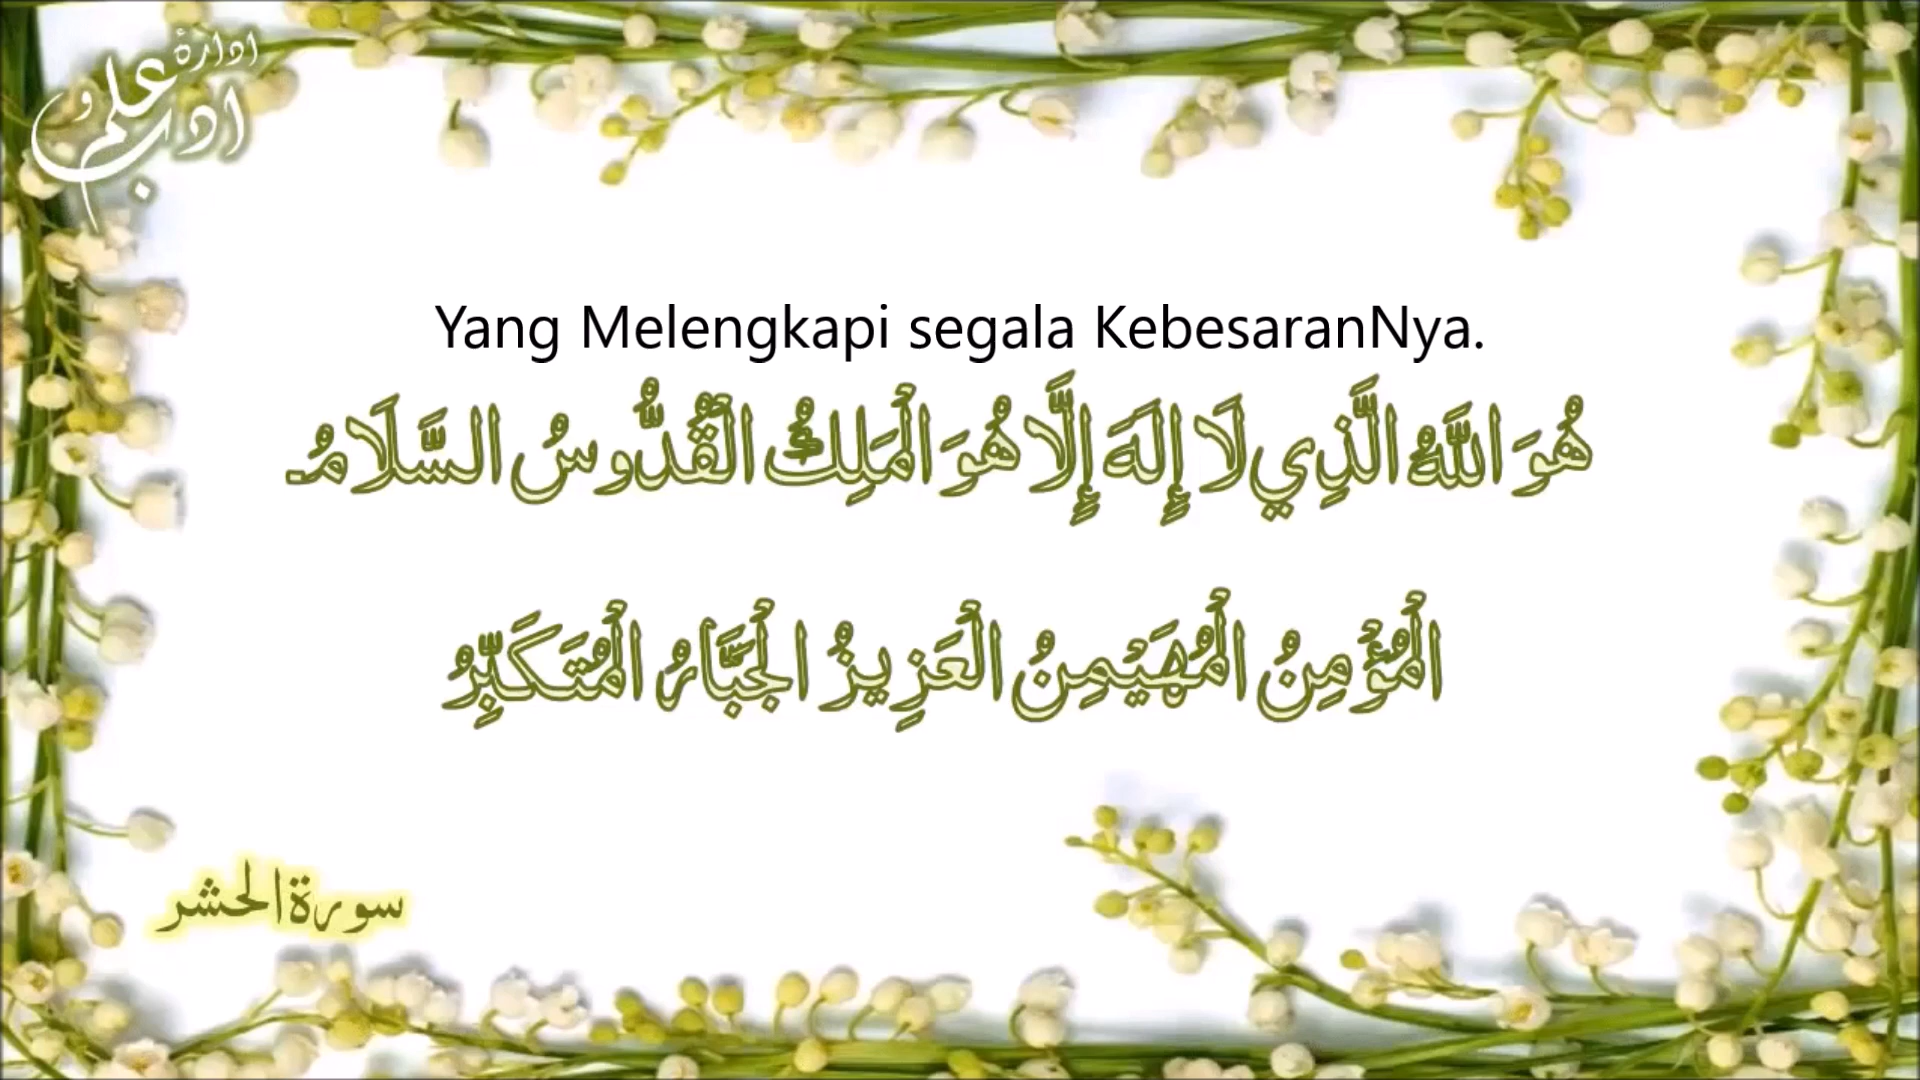 ادارۂ
علم و ادب
Yang Melengkapi segala KebesaranNya.
هُوَ اللَّهُ الَّذِي لَا إِلَهَ إِلَّا هُوَ الْمَلِكُ الْقُدُّوسُ السَّلَامُ
الْمُؤْمِنُ الْمُهَيْمِنُ الْعَزِيزُ الْجَبَّارُ الْمُتَكَبِّرُ
سورة الحشر